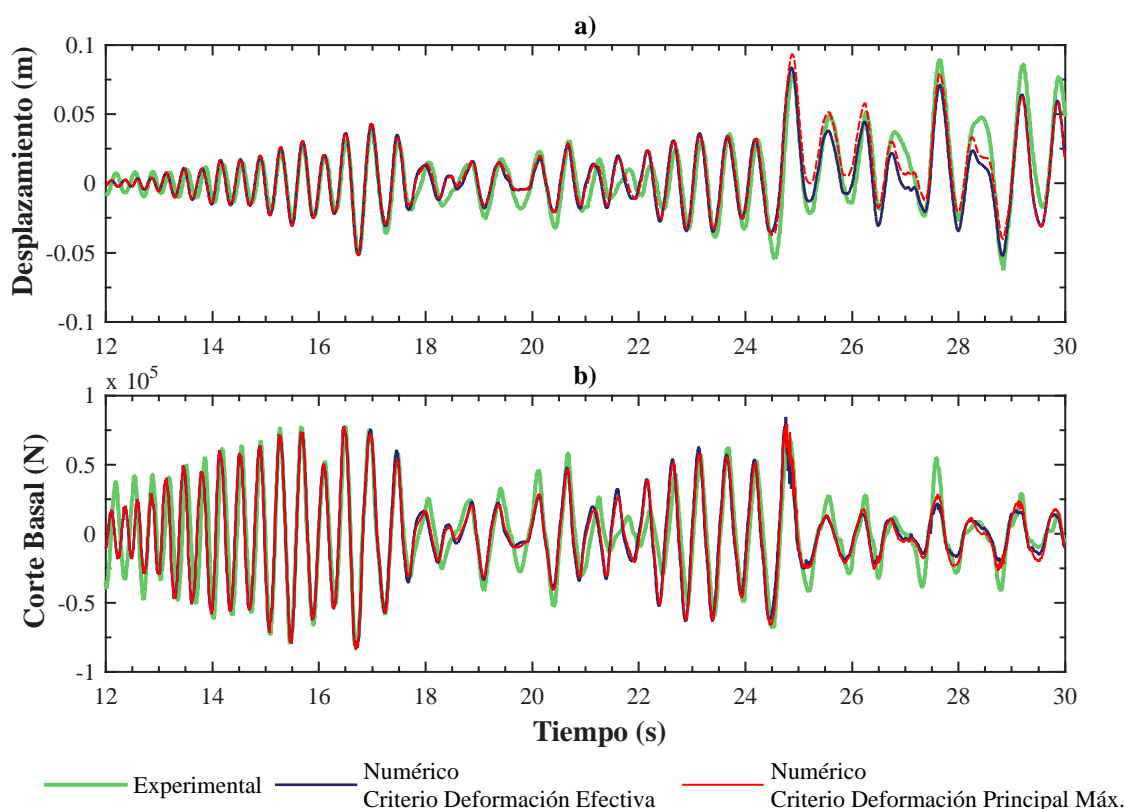 a)
Desplazamiento (m)
0.1
0.05
0
-0.05
-0.1
12 14 16 18 20 22 24 26 28 30
b)
x 10^5
Corte Basal (N)
1
0.5
0
-0.5
-1
12 14 16 18 20 22 24 26 28 30
Tiempo (s)
Experimental
Numérico
Criterio Deformación Efectiva
Numérico
Criterio Deformación Principal Máx.